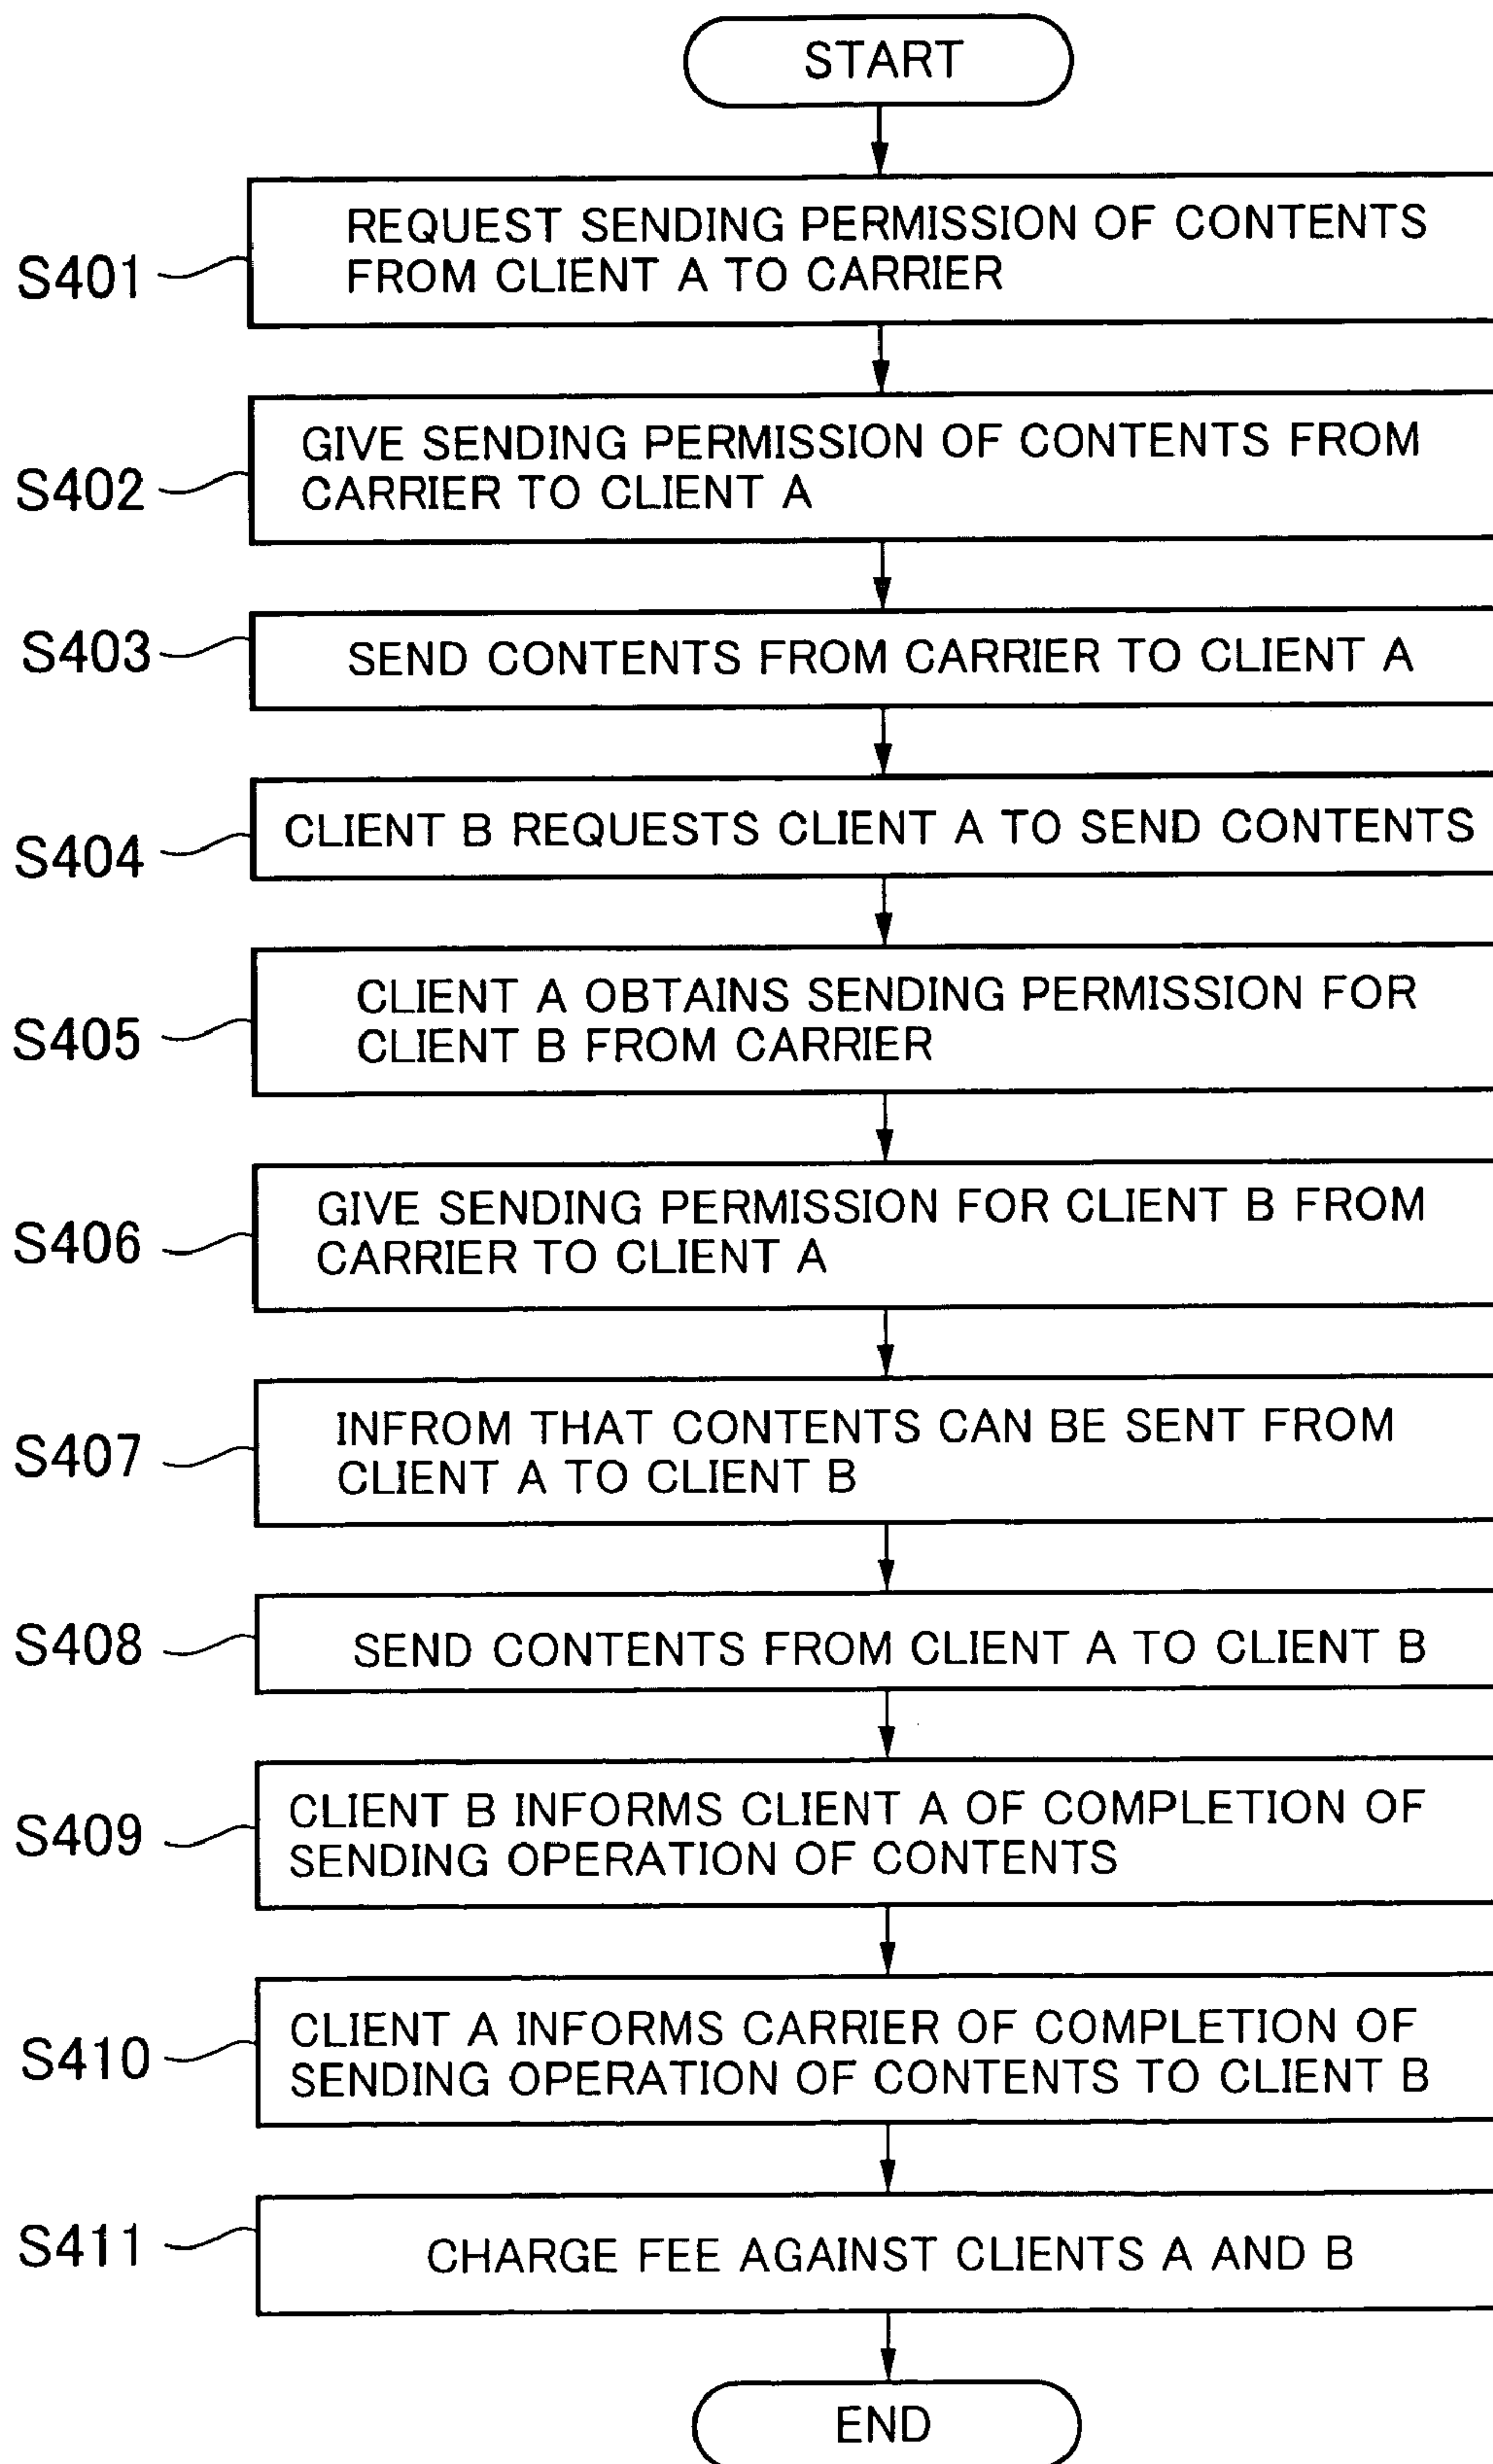 START
S401
REQUEST SENDING PERMISSION OF CONTENTS
FROM CLIENT A TO CARRIER
S402
GIVE SENDING PERMISSION OF CONTENTS FROM
CARRIER TO CLIENT A
S403
SEND CONTENTS FROM CARRIER TO CLIENT A
S404
CLIENT B REQUESTS CLIENT A TO SEND CONTENTS
S405
CLIENT A OBTAINS SENDING PERMISSION FOR
CLIENT B FROM CARRIER
S406
GIVE SENDING PERMISSION FOR CLIENT B FROM
CARRIER TO CLIENT A
S407
INFROM THAT CONTENTS CAN BE SENT FROM
CLIENT A TO CLIENT B
S408
SEND CONTENTS FROM CLIENT A TO CLIENT B
S409
CLIENT B INFORMS CLIENT A OF COMPLETION OF
SENDING OPERATION OF CONTENTS
S410
CLIENT A INFORMS CARRIER OF COMPLETION OF
SENDING OPERATION OF CONTENTS TO CLIENT B
S411
CHARGE FEE AGAINST CLIENTS A AND B
END